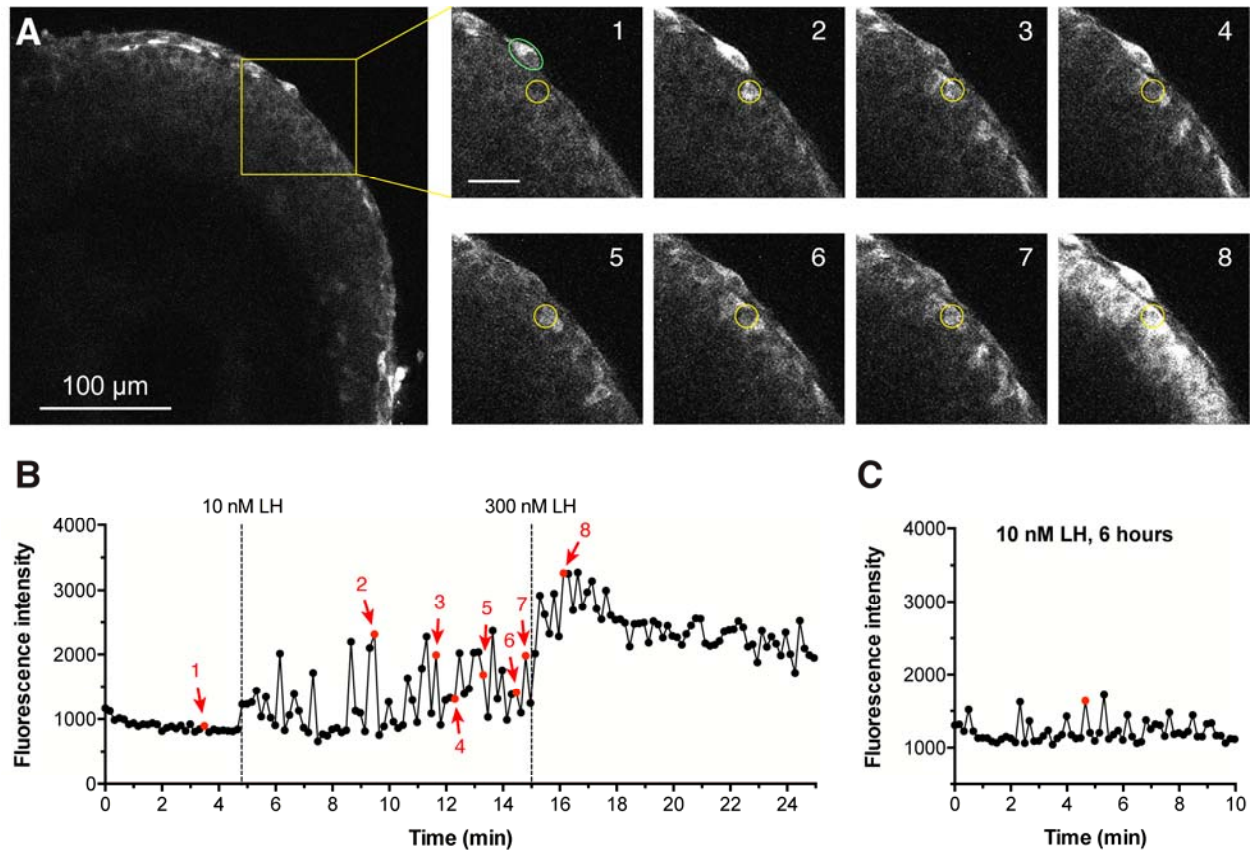 A
1
2
3
4
100 µm
5
6
7
8
B
10 nM LH
300 nM LH
4000
3000
2000
1000
0
Fluorescence intensity
1
2
3
4
5
6
7
8
0 2 4 6 8 10 12 14 16 18 20 22 24
Time (min)
C
10 nM LH, 6 hours
4000
3000
2000
1000
Fluorescence intensity
0 2 4 6 8 10
Time (min)